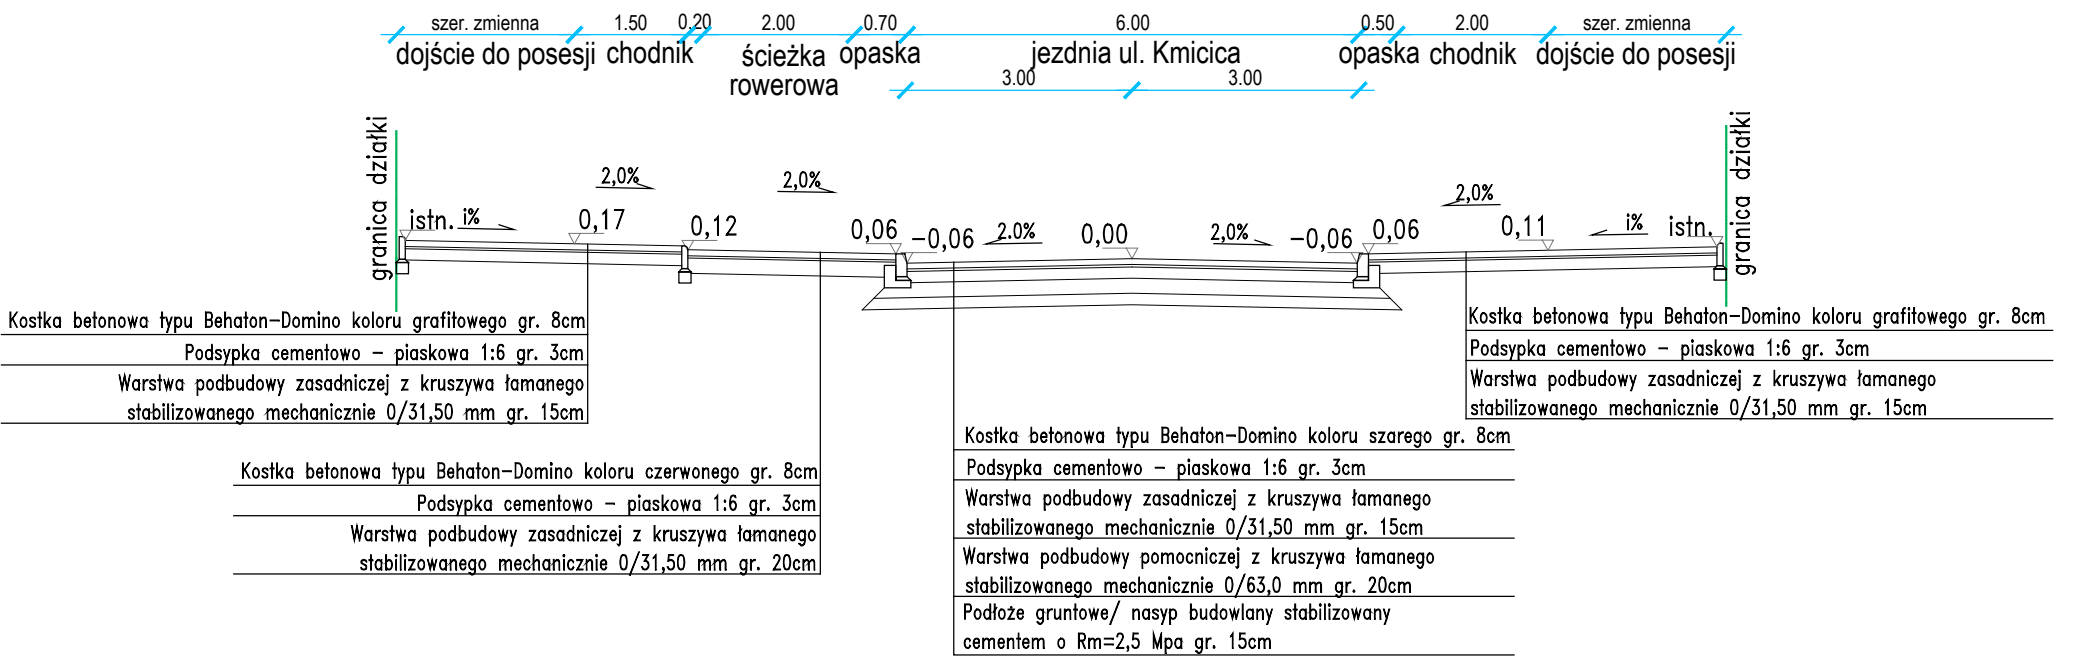 szer. zmienna 1.50 0.20 2.00 0.70 6.00 0.50 2.00 szer. zmienna
dojście do posesji chodnik ścieżka rowerowa opaska jezdnia ul. Kmicica opaska chodnik dojście do posesji
3.00 3.00
granica działki
granica działki
2,0% 2,0% 2,0%
istn. i% 0,17 0,12 0,06 -0,06 2.0% 0,00 2,0% -0,06 0,06 0,11 i% istn.
Kostka betonowa typu Behaton-Domino koloru grafitowego gr. 8cm
Podsypka cementowo - piaskowa 1:6 gr. 3cm
Warstwa podbudowy zasadniczej z kruszywa łamanego
stabilizowanego mechanicznie 0/31,50 mm gr. 15cm
Kostka betonowa typu Behaton-Domino koloru czerwonego gr. 8cm
Podsypka cementowo - piaskowa 1:6 gr. 3cm
Warstwa podbudowy zasadniczej z kruszywa łamanego
stabilizowanego mechanicznie 0/31,50 mm gr. 20cm
Kostka betonowa typu Behaton-Domino koloru szarego gr. 8cm
Podsypka cementowo - piaskowa 1:6 gr. 3cm
Warstwa podbudowy zasadniczej z kruszywa łamanego
stabilizowanego mechanicznie 0/31,50 mm gr. 15cm
Warstwa podbudowy pomocniczej z kruszywa łamanego
stabilizowanego mechanicznie 0/63,0 mm gr. 20cm
Podłoże gruntowe/ nasyp budowlany stabilizowany
cementem o Rm=2,5 Mpa gr. 15cm
Kostka betonowa typu Behaton-Domino koloru grafitowego gr. 8cm
Podsypka cementowo - piaskowa 1:6 gr. 3cm
Warstwa podbudowy zasadniczej z kruszywa łamanego
stabilizowanego mechanicznie 0/31,50 mm gr. 15cm